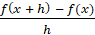 f(x + h) − f(x)
h